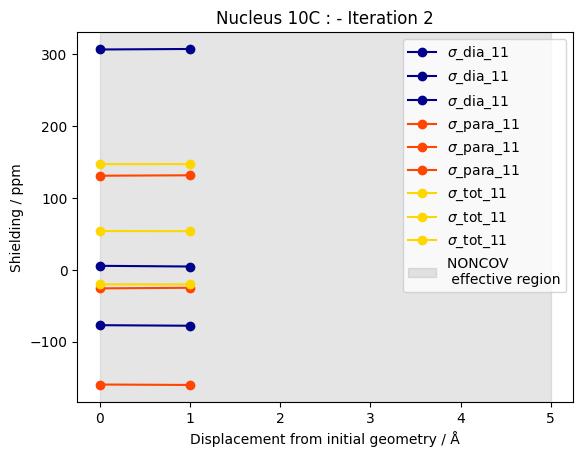 Nucleus 10C : - Iteration 2
σ_dia_11
σ_dia_11
σ_dia_11
σ_para_11
σ_para_11
σ_para_11
σ_tot_11
σ_tot_11
σ_tot_11
NONCOV
effective region
Shielding / ppm
300
200
100
0
−100
0 1 2 3 4 5
Displacement from initial geometry / Å